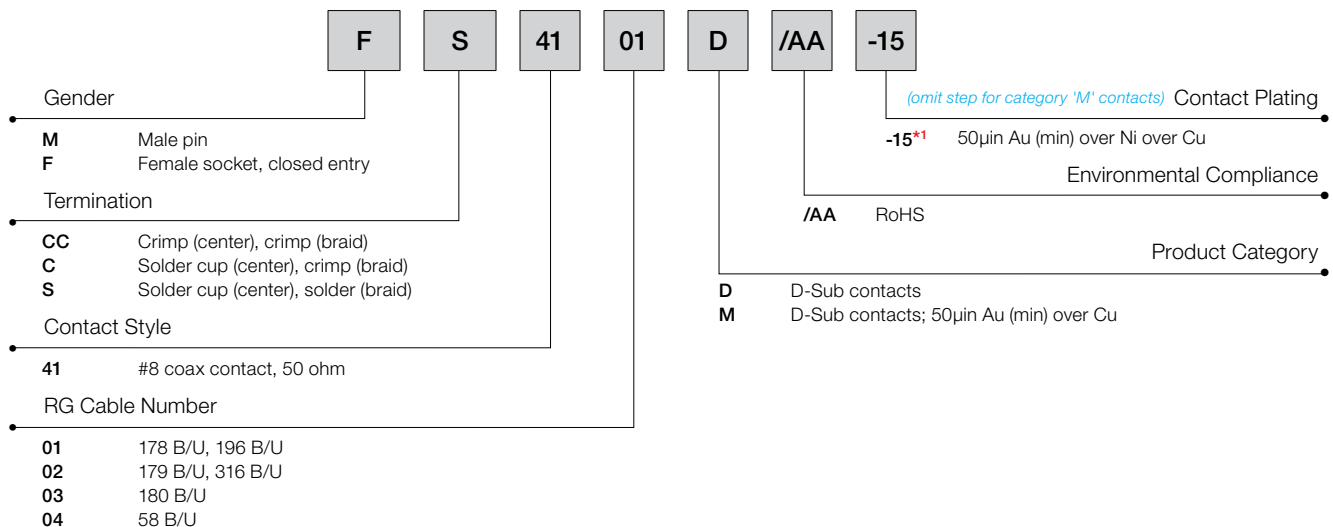 F S 41 01 D /AA -15
Gender
M Male pin
F Female socket, closed entry
Termination
CC Crimp (center), crimp (braid)
C Solder cup (center), crimp (braid)
S Solder cup (center), solder (braid)
Contact Style
41 #8 coax contact, 50 ohm
RG Cable Number
01 178 B/U, 196 B/U
02 179 B/U, 316 B/U
03 180 B/U
04 58 B/U
(omit step for category 'M' contacts) Contact Plating
-15*1 50µin Au (min) over Ni over Cu
Environmental Compliance
/AA RoHS
Product Category
D D-Sub contacts
M D-Sub contacts; 50µin Au (min) over Cu